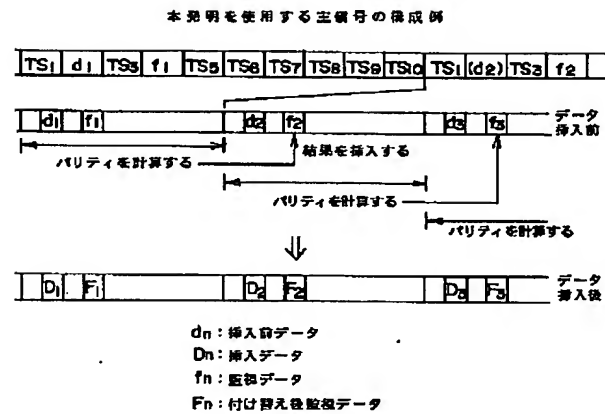 本発明を使用する主信号の構成例
TS1 d1 TS3 f1 TS5 TS6 TS7 TS8 TS9 TS10 TS1 (d2) TS3 f2
d1 f1 d2 f2 d3 f3 データ挿入前
パリティを計算する 結果を挿入する
パリティを計算する
パリティを計算する
D1 F1 D2 F2 D3 F3 データ挿入後
dn：挿入前データ
Dn：挿入データ
fn：監視データ
Fn：付け替え後監視データ